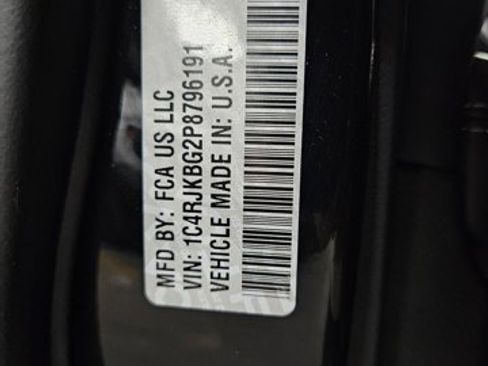 MFD BY: FCA US LLC
VIN: 1C4RJKBG2P8796191
VEHICLE MADE IN: U.S.A.